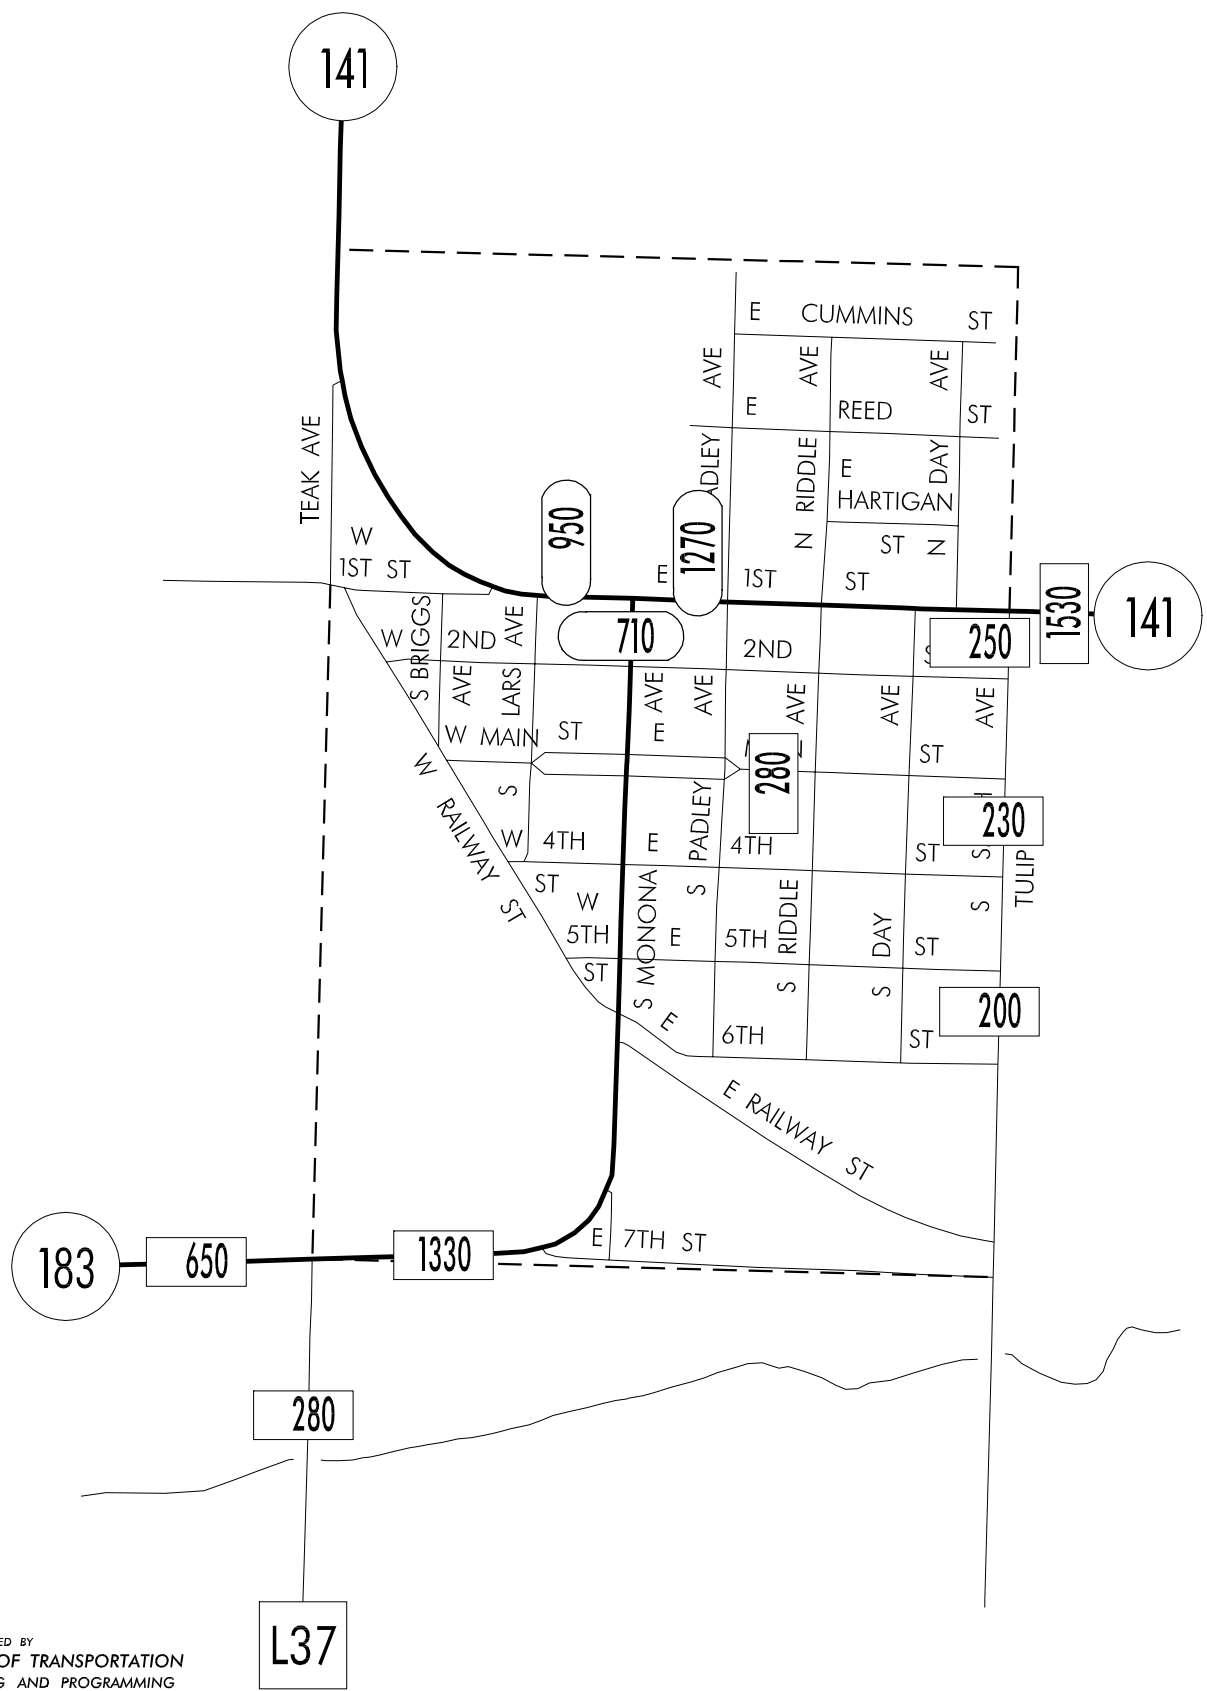 141
E CUMMINS ST
AVE
AVE
AVE
E REED ST
TEAK AVE
N RIDDLE
DAY
E
HARTIGAN
ST
N
950
1270
W
1ST ST
E 1ST ST
1530
141
S BRIGGS
AVE
W 2ND
AVE
710
2ND
250
LARS
AVE
AVE
AVE
AVE
AVE
W MAIN ST E
280
ST
W RAILWAY ST
S
230
W 4TH
ST
E 4TH ST
S PADLEY
TULIP
S
W
5TH
ST
S MONONA
E 5TH ST
S RIDDLE
S DAY
200
E 6TH ST
E RAILWAY ST
E 7TH ST
183
650
1330
280
L37
ED BY
OF TRANSPORTATION
AND PROGRAMMING